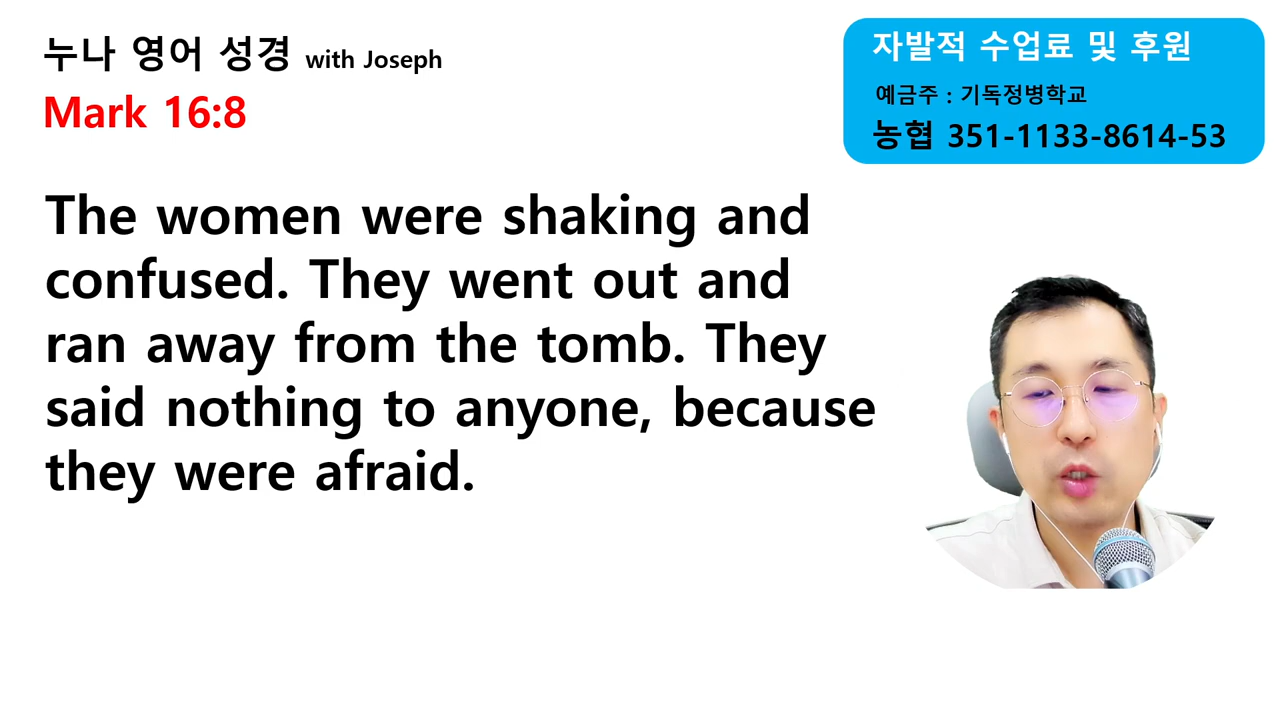 누나 영어 성경 with Joseph
Mark 16:8
자발적 수업료 및 후원
예금주 : 기독정병학교
농협 351-1133-8614-53
The women were shaking and
confused. They went out and
ran away from the tomb. They
said nothing to anyone, because
they were afraid.